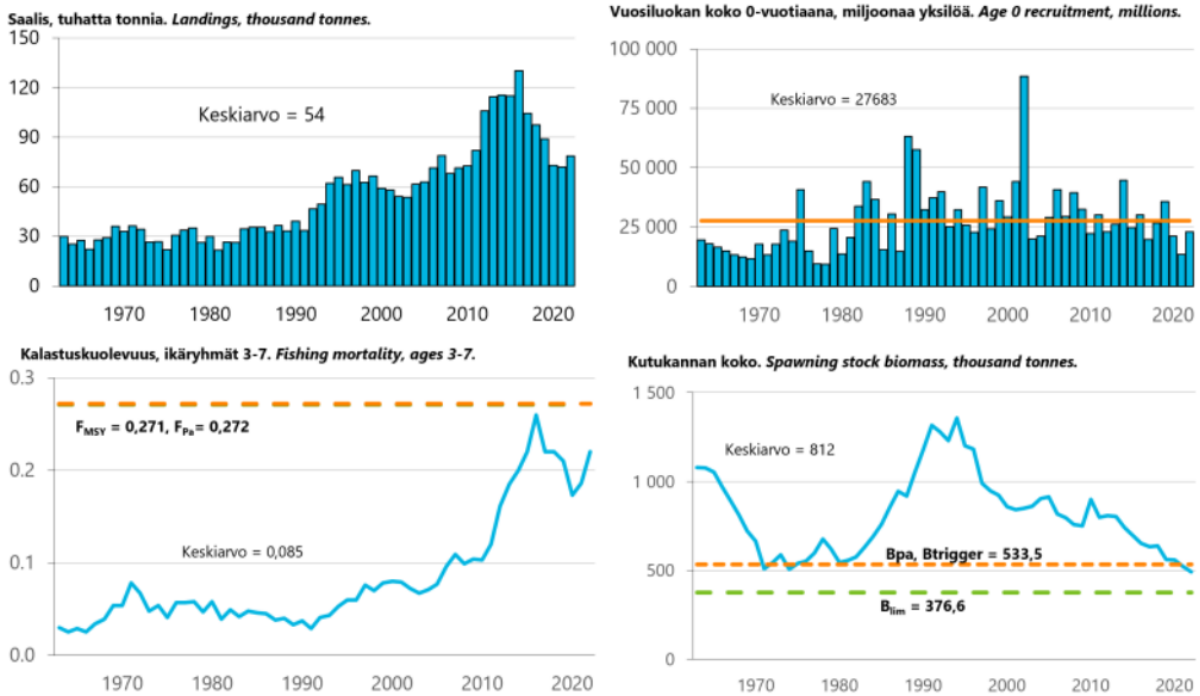 Saalis, tuhatta tonnia. Landings, thousand tonnes.
150
120
90
60
30
0
Keskiarvo = 54
1970 1980 1990 2000 2010 2020
Vuosiluokan koko 0-vuotiaana, miljoonaa yksilöä. Age 0 recruitment, millions.
100 000
75 000
50 000
25 000
0
Keskiarvo = 27683
1970 1980 1990 2000 2010 2020
Kalastuskuolevuus, ikäryhmät 3-7. Fishing mortality, ages 3-7.
0.3
0.2
0.1
0.0
FMSY = 0,271, FPa= 0,272
Keskiarvo = 0,085
1970 1980 1990 2000 2010 2020
Kutukannan koko. Spawning stock biomass, thousand tonnes.
1 500
1 000
500
0
Keskiarvo = 812
Bpa, Btrigger = 533,5
Blim = 376,6
1970 1980 1990 2000 2010 2020